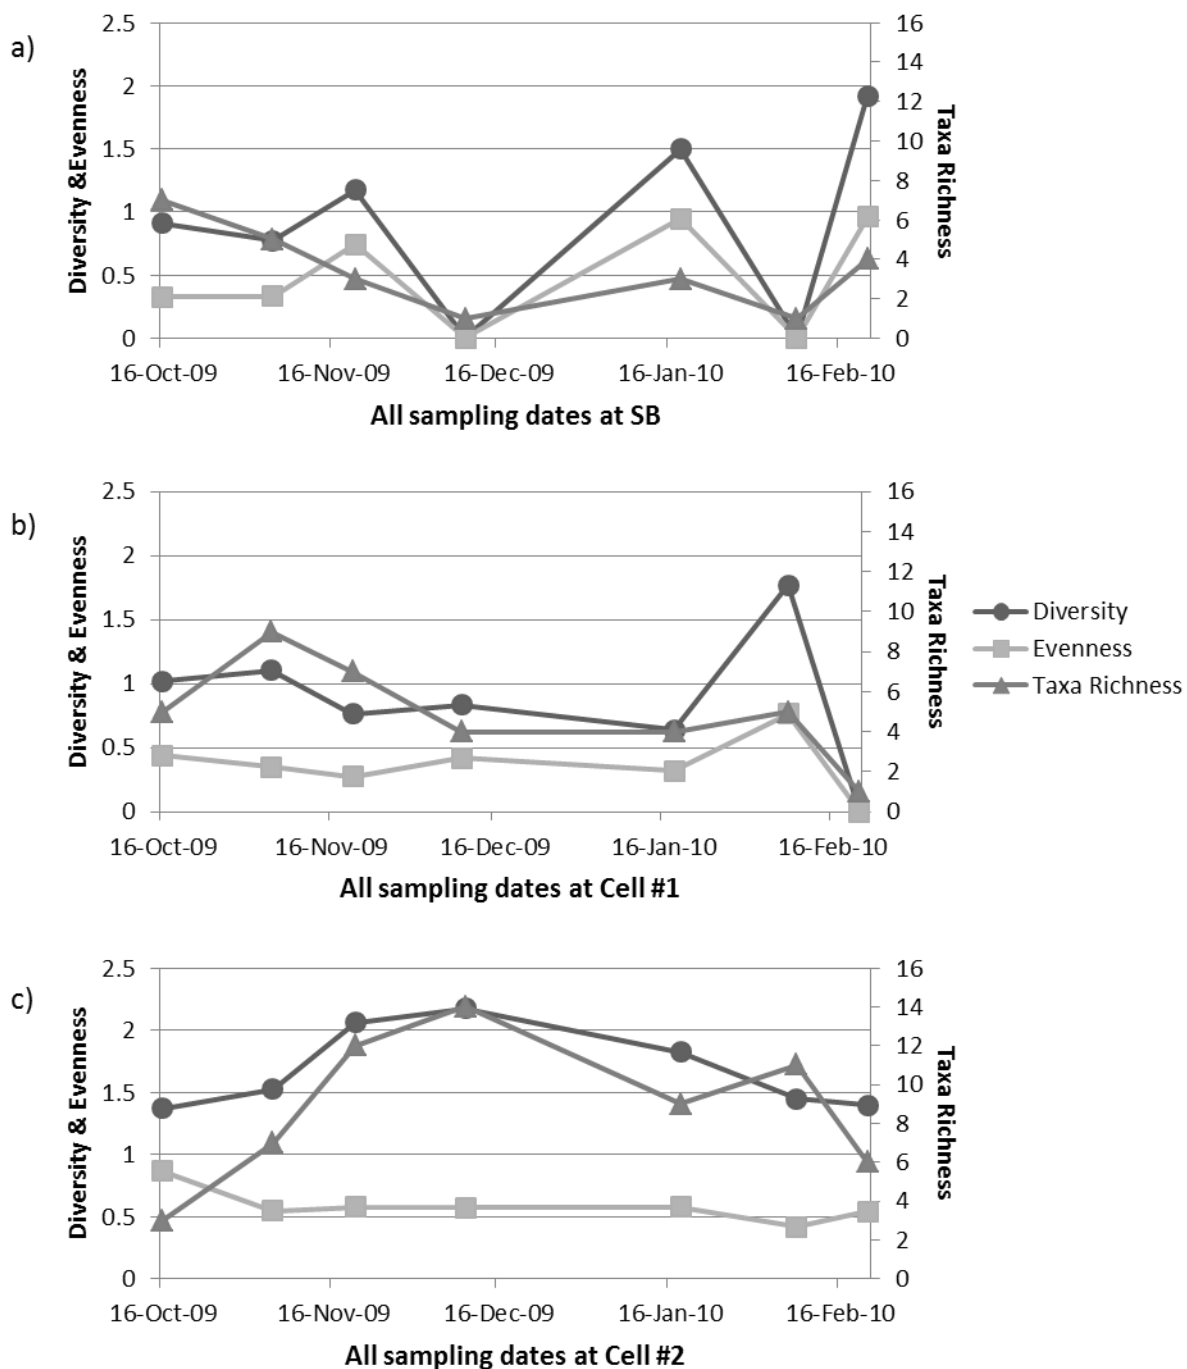 a)
Diversity &Evenness
2.5
2
1.5
1
0.5
0
16
14
12
10
8
6
4
2
0
Taxa Richness
16-Oct-09 16-Nov-09 16-Dec-09 16-Jan-10 16-Feb-10
All sampling dates at SB
b)
Diversity & Evenness
2.5
2
1.5
1
0.5
0
16
14
12
10
8
6
4
2
0
Taxa Richness
16-Oct-09 16-Nov-09 16-Dec-09 16-Jan-10 16-Feb-10
All sampling dates at Cell #1
Diversity
Evenness
Taxa Richness
c)
Diversity & Evenness
2.5
2
1.5
1
0.5
0
16
14
12
10
8
6
4
2
0
Taxa Richness
16-Oct-09 16-Nov-09 16-Dec-09 16-Jan-10 16-Feb-10
All sampling dates at Cell #2